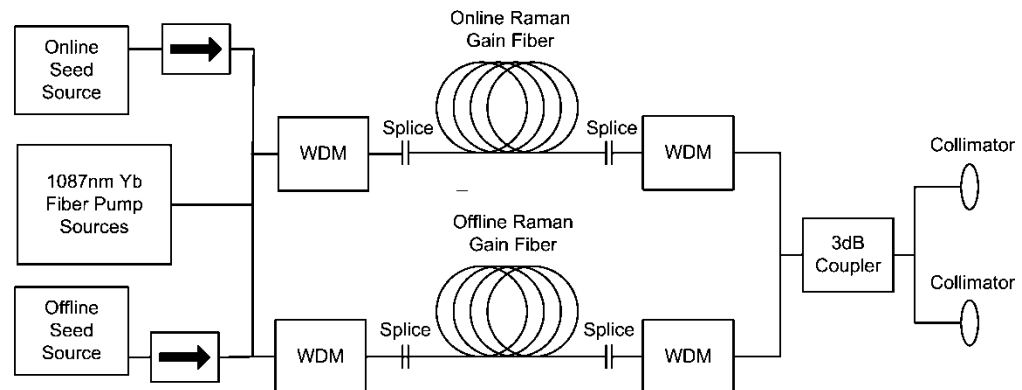 Online Raman
Gain Fiber
Online
Seed
Source
Splice
Splice
WDM
WDM
Collimator
1087nm Yb
Fiber Pump
Sources
Offline Raman
Gain Fiber
3dB
Coupler
Collimator
Offline
Seed
Source
Splice
Splice
WDM
WDM